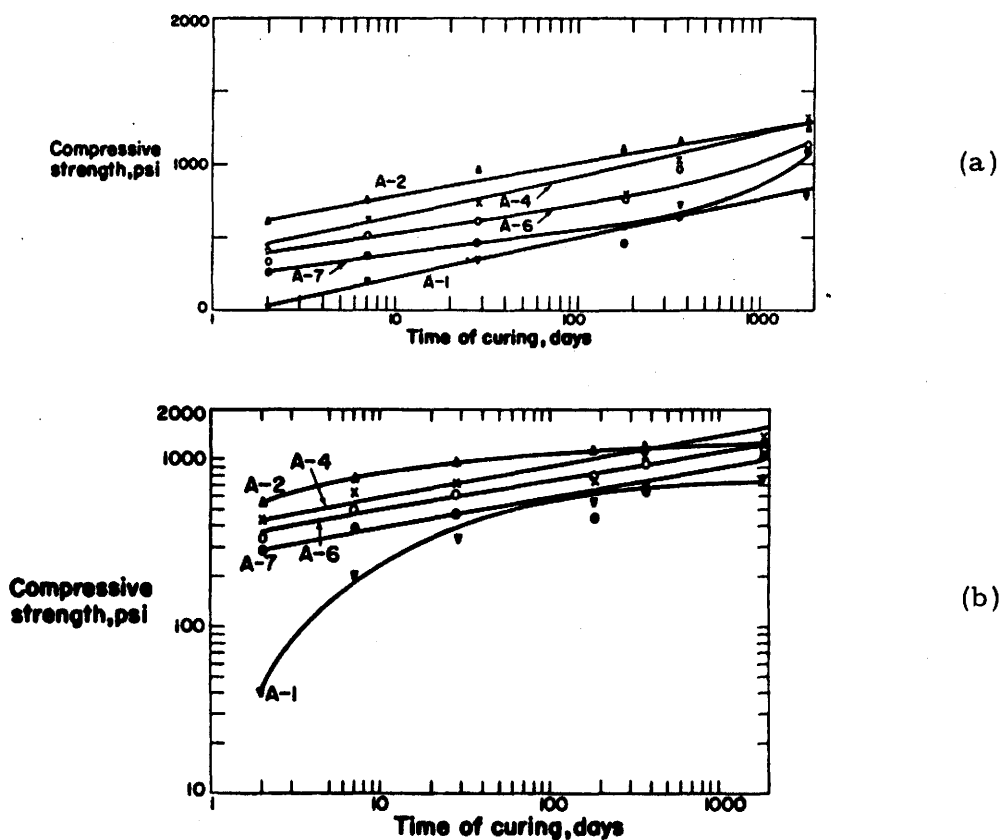 2000
1000
0
Compressive
strength,psi
A-2
A-4
A-6
A-7
A-1
1
10
100
1000
Time of curing, days
(a)
2000
1000
100
10
Compressive
strength,psi
A-4
A-2
A-6
A-7
A-1
1
10
100
1000
Time of curing, days
(b)